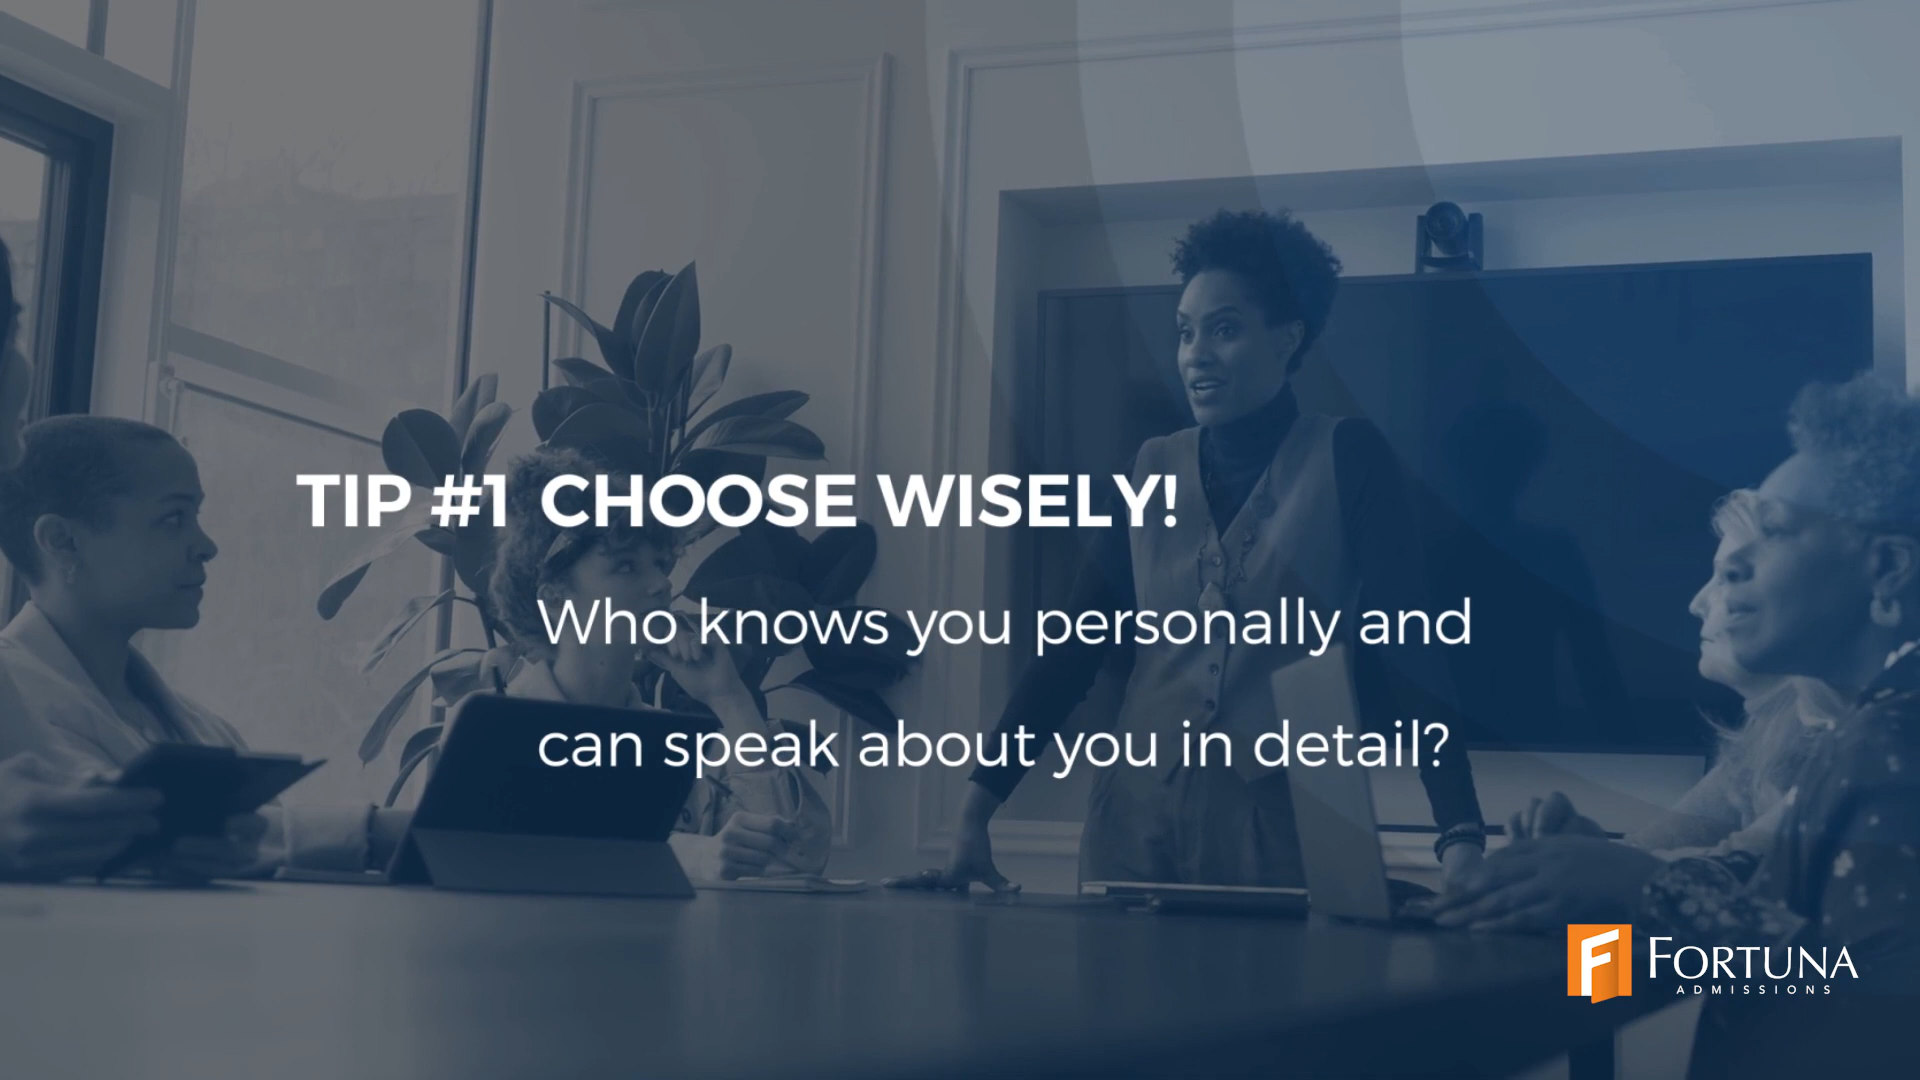 TIP #1 CHOOSE WISELY!
Who knows you personally and
can speak about you in detail?
FORTUNA
ADMISSIONS